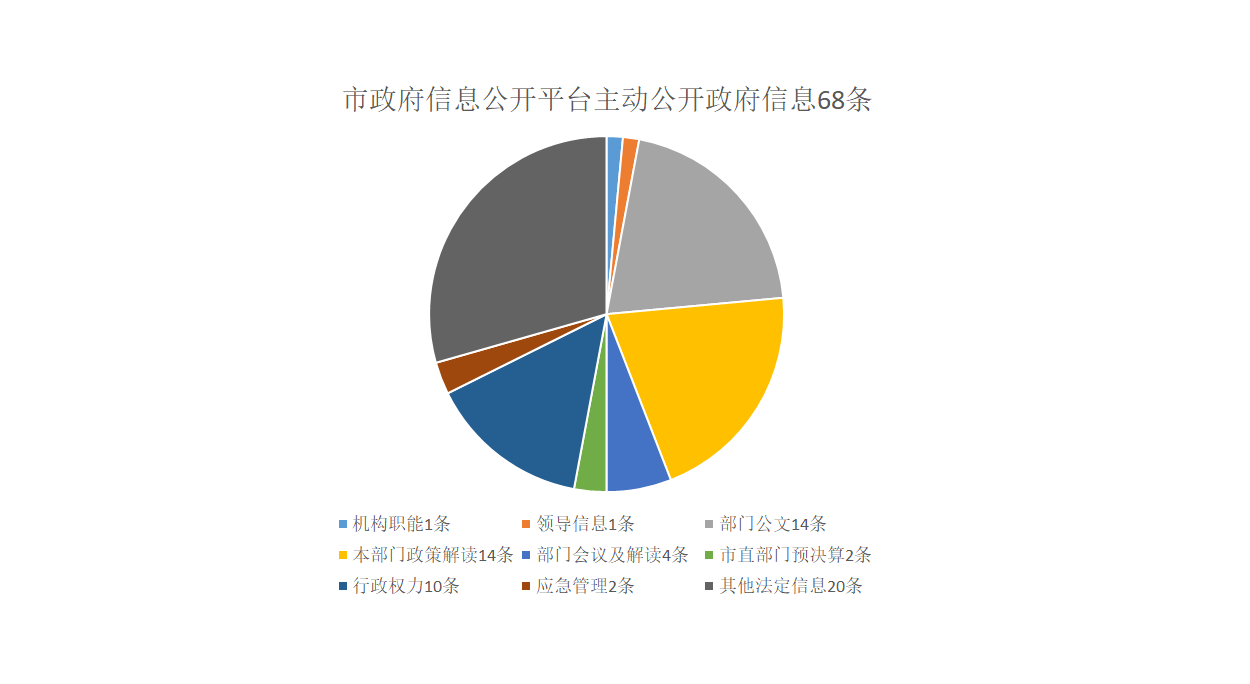 市政府信息公开平台主动公开政府信息68条
机构职能1条 领导信息1条 部门公文14条
本部门政策解读14条 部门会议及解读4条 市直部门预决算2条
行政权力10条 应急管理2条 其他法定信息20条